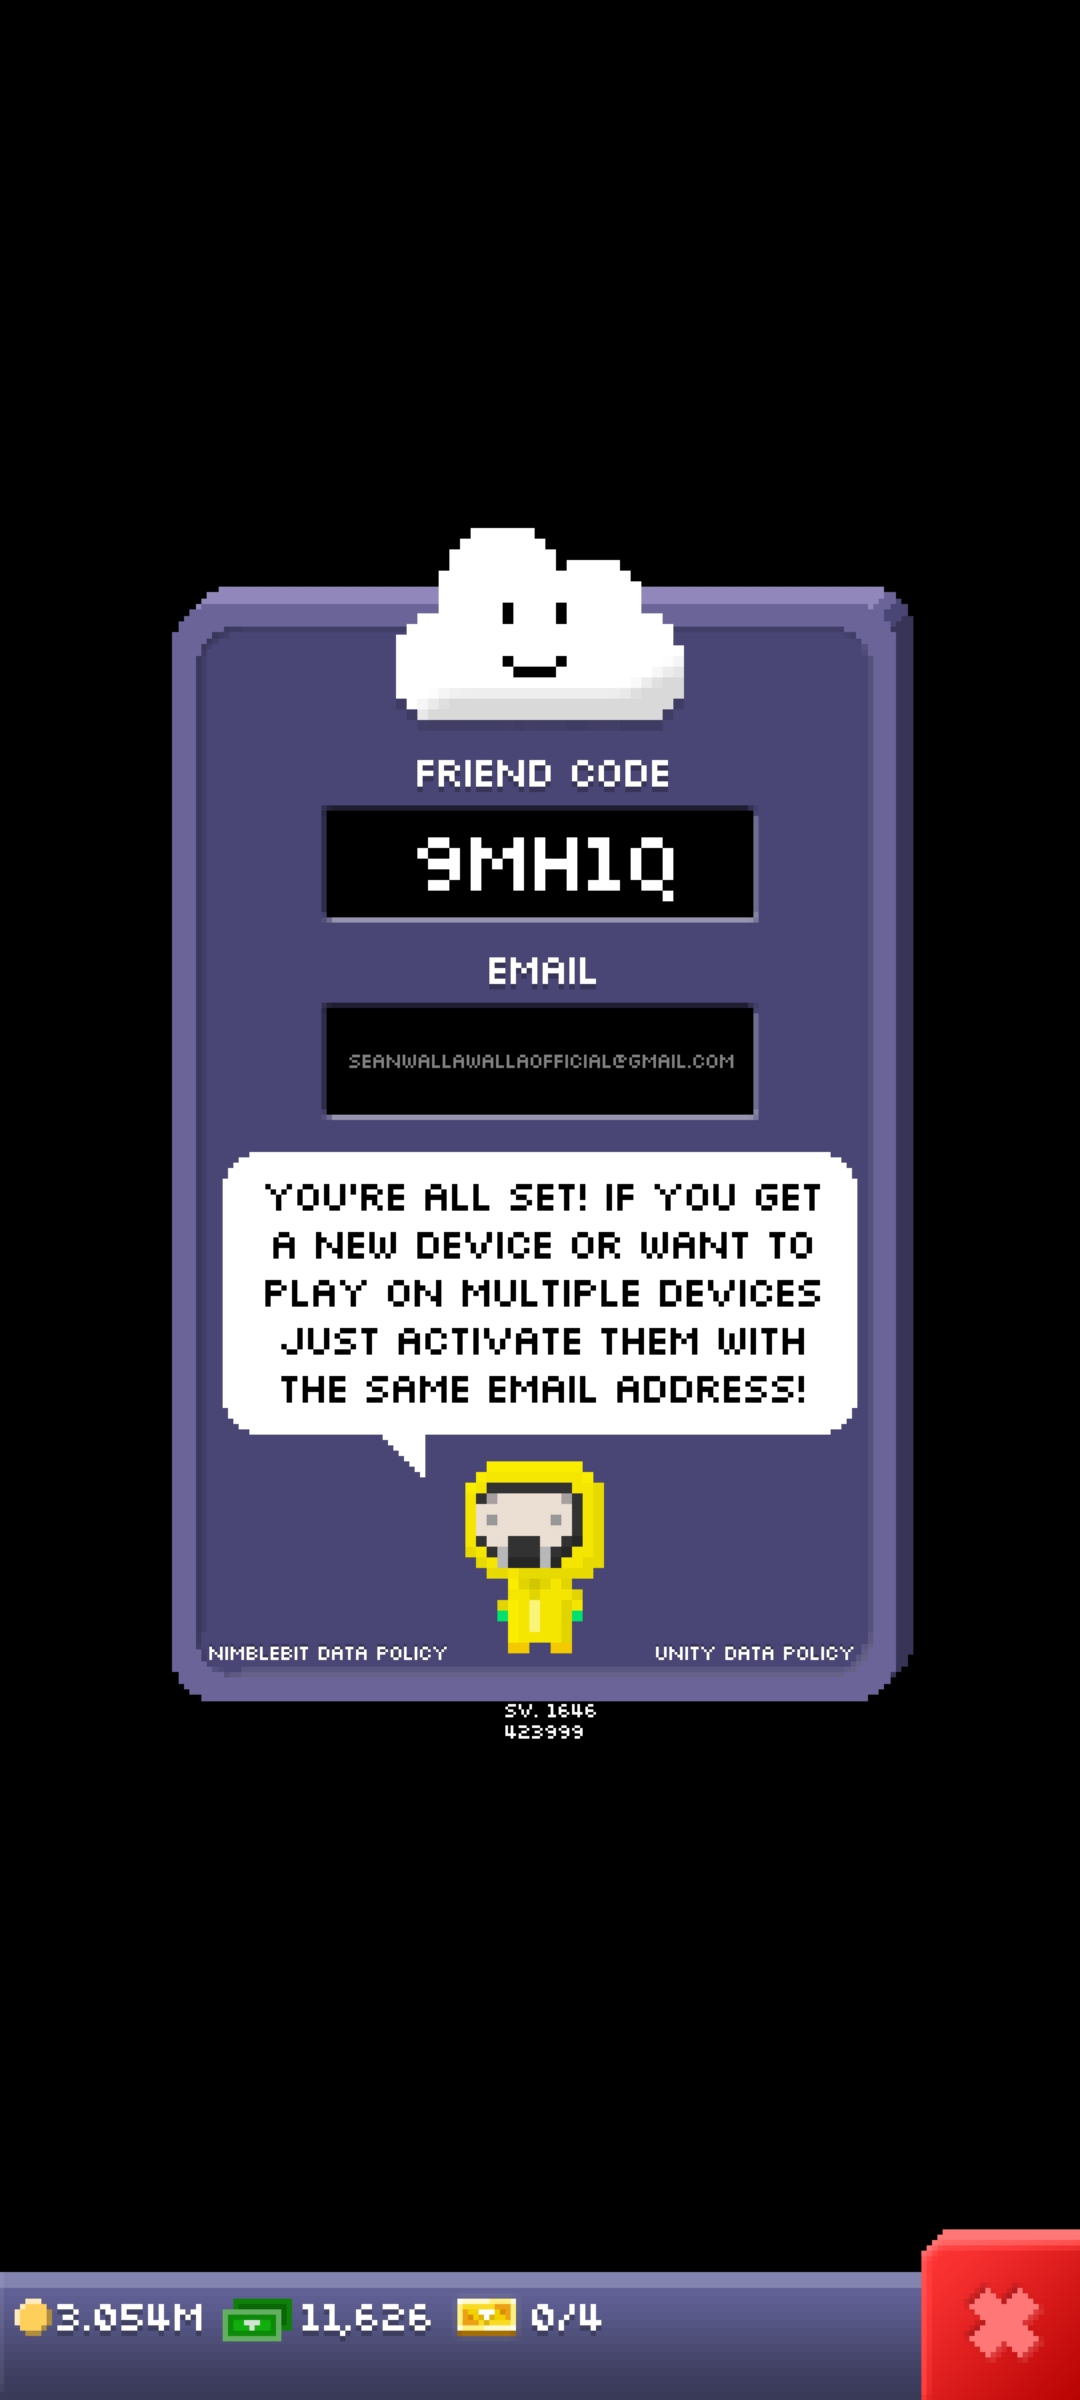 FRIEND CODE
9MH1Q
EMAIL
SEANWALLAWALLAOFFICIAL@GMAIL.COM
YOU'RE ALL SET! IF YOU GET
A NEW DEVICE OR WANT TO
PLAY ON MULTIPLE DEVICES
JUST ACTIVATE THEM WITH
THE SAME EMAIL ADDRESS!
NIMBLEBIT DATA POLICY
UNITY DATA POLICY
SV. 1646
423999
3.054M
11,626
0/4